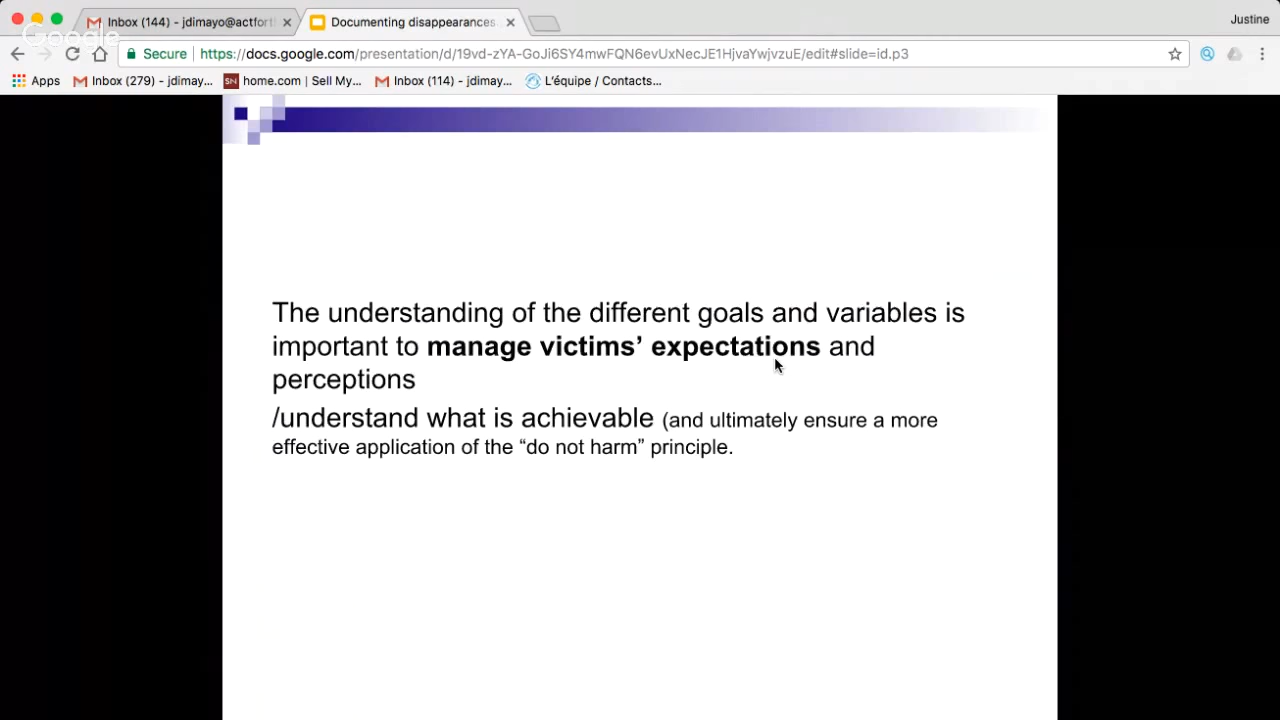 Inbox (144) - jdimayo@actfort
Documenting disappearances
Justine
Google
Secure https://docs.google.com/presentation/d/19vd-zYA-GoJi6SY4mwFQN6evUxNecJE1HjvaYwjvzuE/edit#slide=id.p3
Apps Inbox (279) - jdimay... SN home.com | Sell My... Inbox (114) - jdimay... L'équipe / Contacts...
The understanding of the different goals and variables is
important to manage victims’ expectations and
perceptions
/understand what is achievable (and ultimately ensure a more
effective application of the “do not harm” principle.